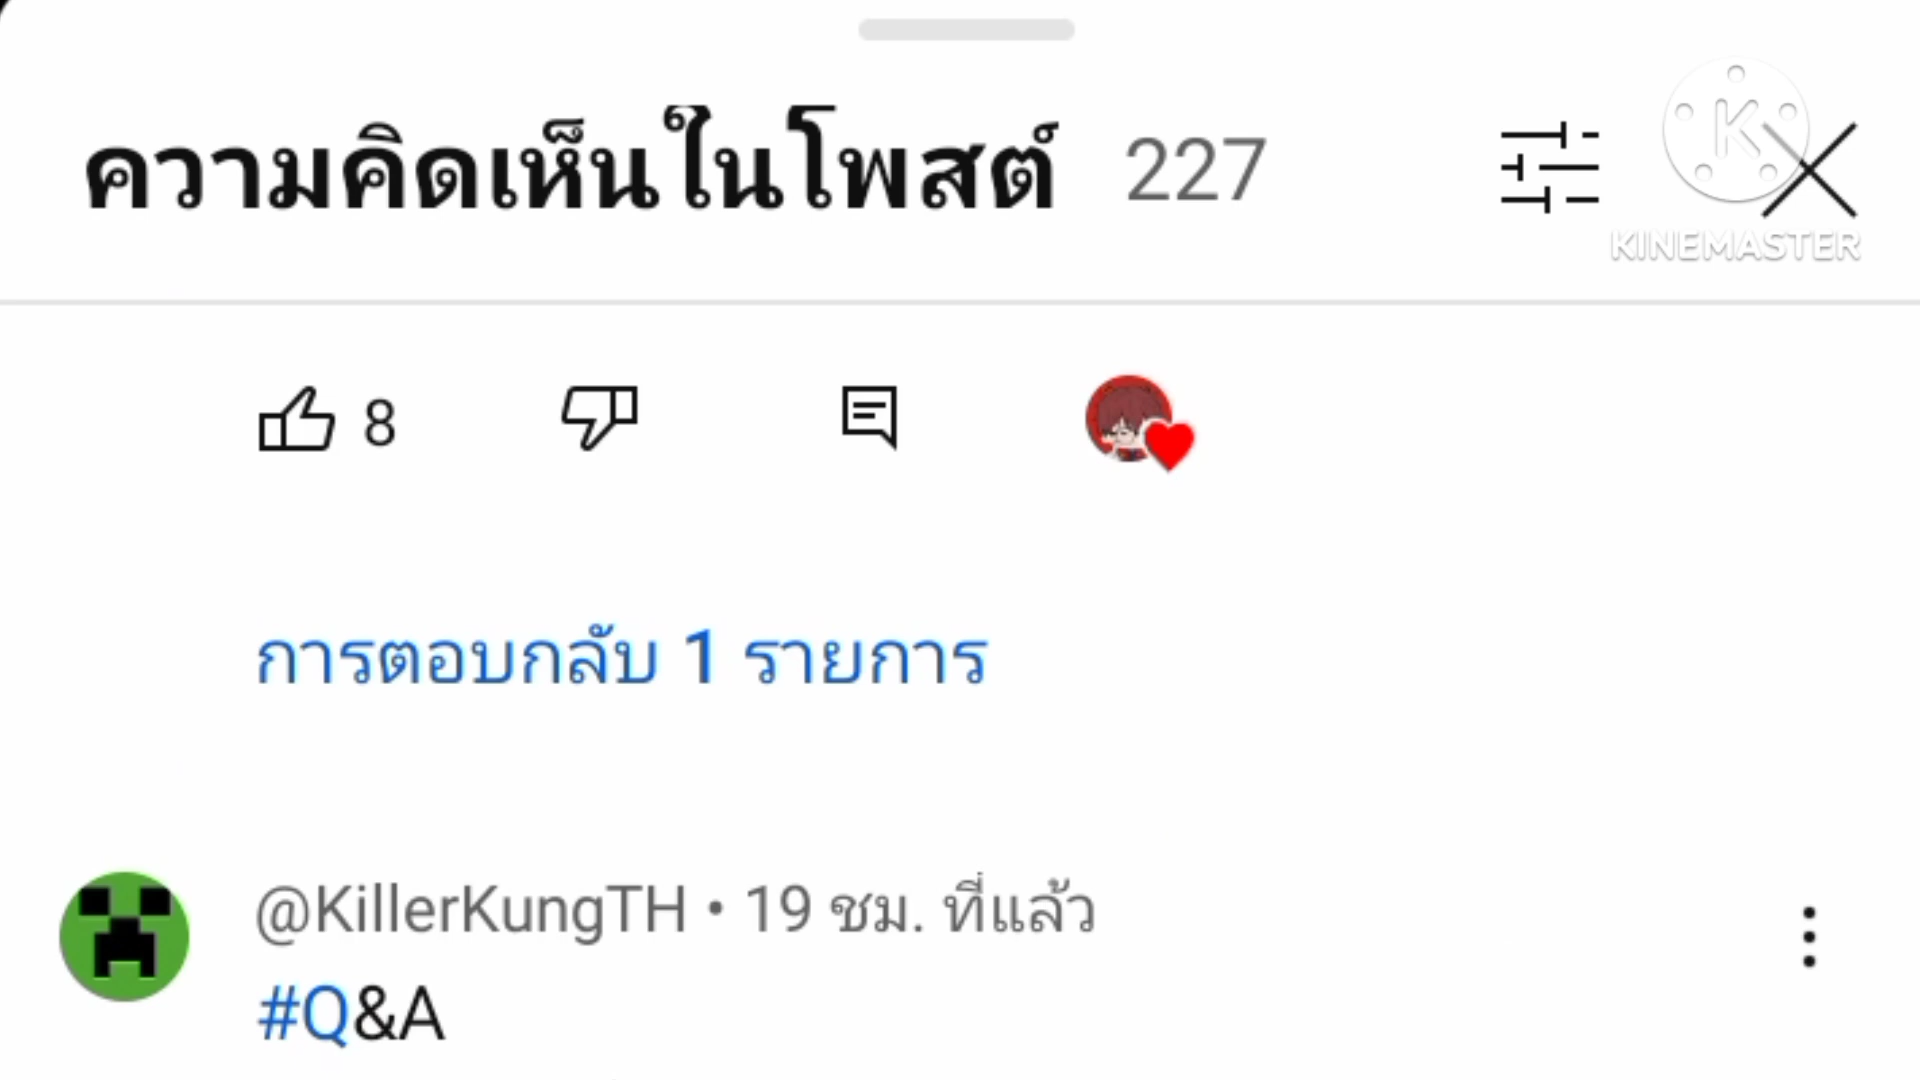 ความคิดเห็นในโพสต์ 227
K
KINEMASTER
8
การตอบกลับ 1 รายการ
@KillerKungTH • 19 ชม. ที่แล้ว
#Q&A